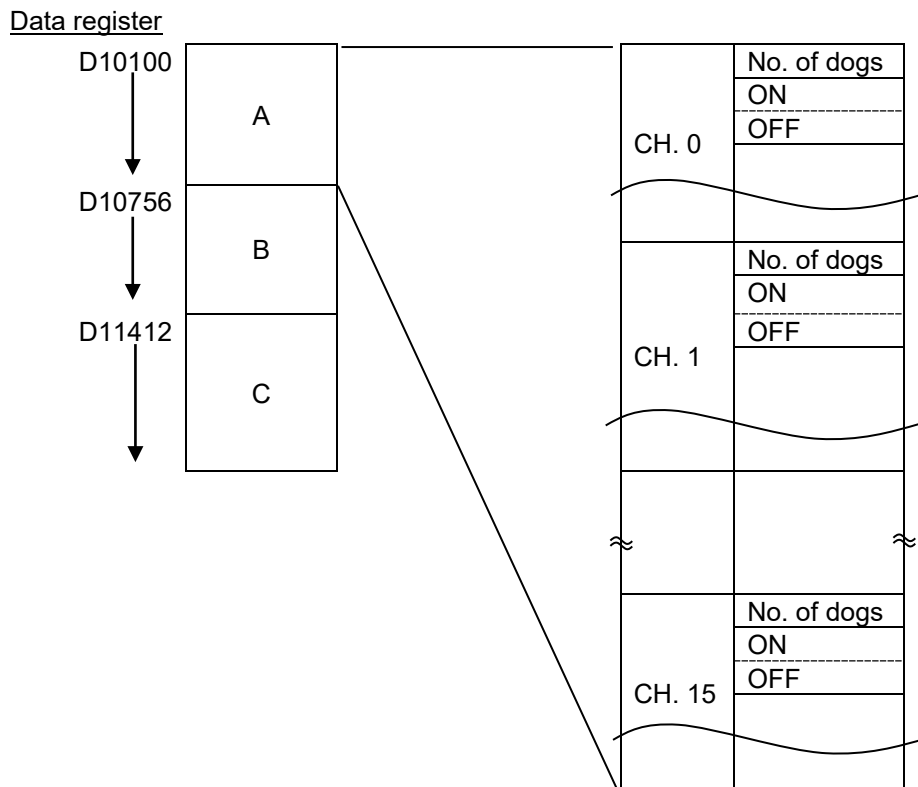 Data register
D10100
A
D10756
B
D11412
C
CH. 0
No. of dogs
ON
OFF
CH. 1
No. of dogs
ON
OFF
CH. 15
No. of dogs
ON
OFF